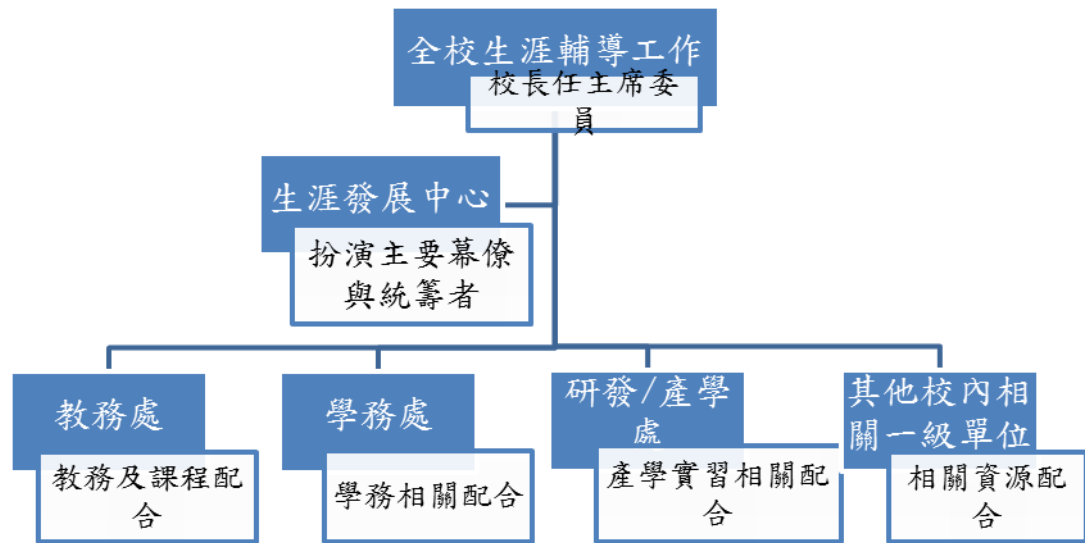 全校生涯輔導工作
校長任主席委
員
生涯發展中心
扮演主要幕僚
與統籌者
教務處
教務及課程配
合
學務處
學務相關配合
研發/產學
處
產學實習相關配
合
其他校內相
關一級單位
相關資源配
合